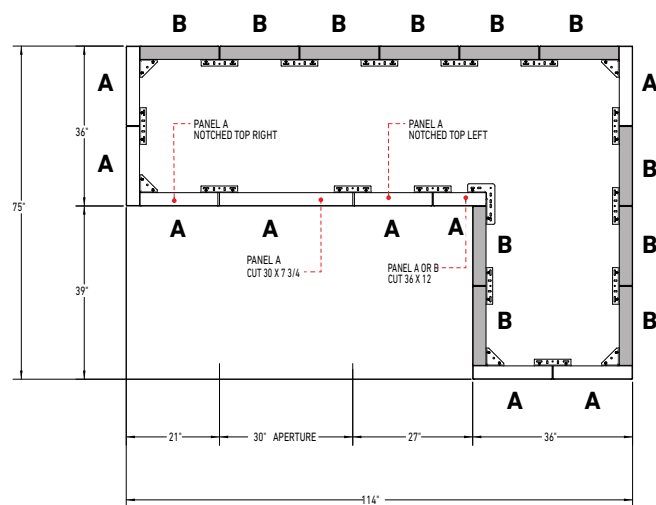 B B B B B B
A A
36"
75"
PANEL A
NOTCHED TOP RIGHT
PANEL A
NOTCHED TOP LEFT
A B
A A A A B
PANEL A
CUT 30 X 7 3/4
PANEL A OR B
CUT 36 X 12
39"
B B
A A
21" 30" APERTURE 27" 36"
114"